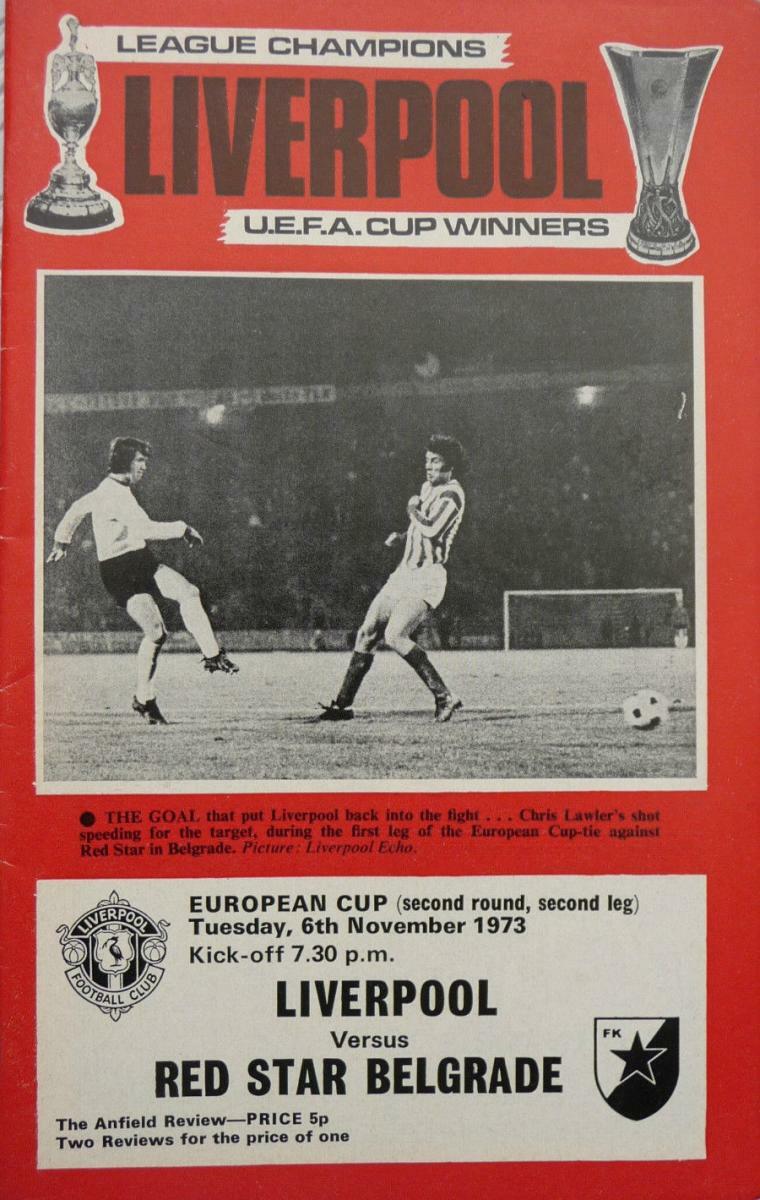 LEAGUE CHAMPIONS
LIVERPOOL
U.E.F.A. CUP WINNERS
● THE GOAL that put Liverpool back into the fight . . . Chris Lawler's shot
speeding for the target, during the first leg of the European Cup-tie against
Red Star in Belgrade. Picture: Liverpool Echo.
LIVERPOOL
FOOTBALL CLUB
EUROPEAN CUP (second round, second leg)
Tuesday, 6th November 1973
Kick-off 7.30 p.m.
LIVERPOOL
Versus
RED STAR BELGRADE
FK
The Anfield Review—PRICE 5p
Two Reviews for the price of one